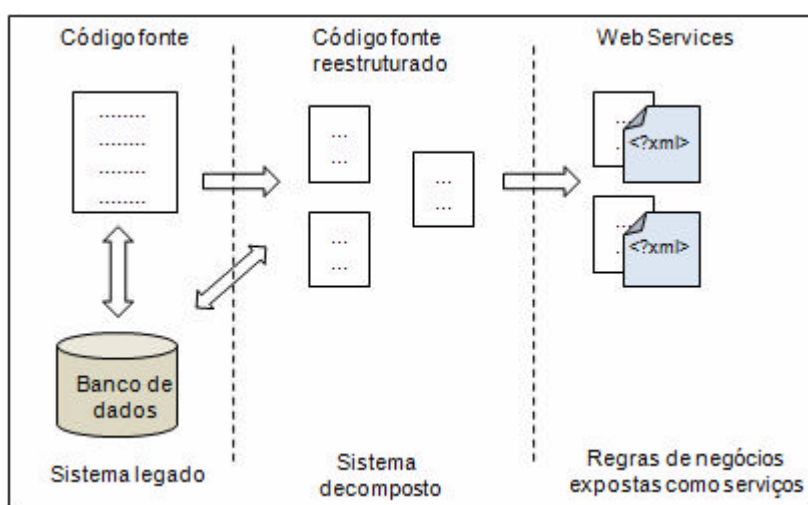 Código fonte
........
........
........
........
Banco de
dados
Sistema legado
Código fonte
reestruturado
...
...
...
...
...
...
Sistema
decomposto
Web Services
...
.
<?xml>
...
.
<?xml>
Regras de negócios
expostas como serviços